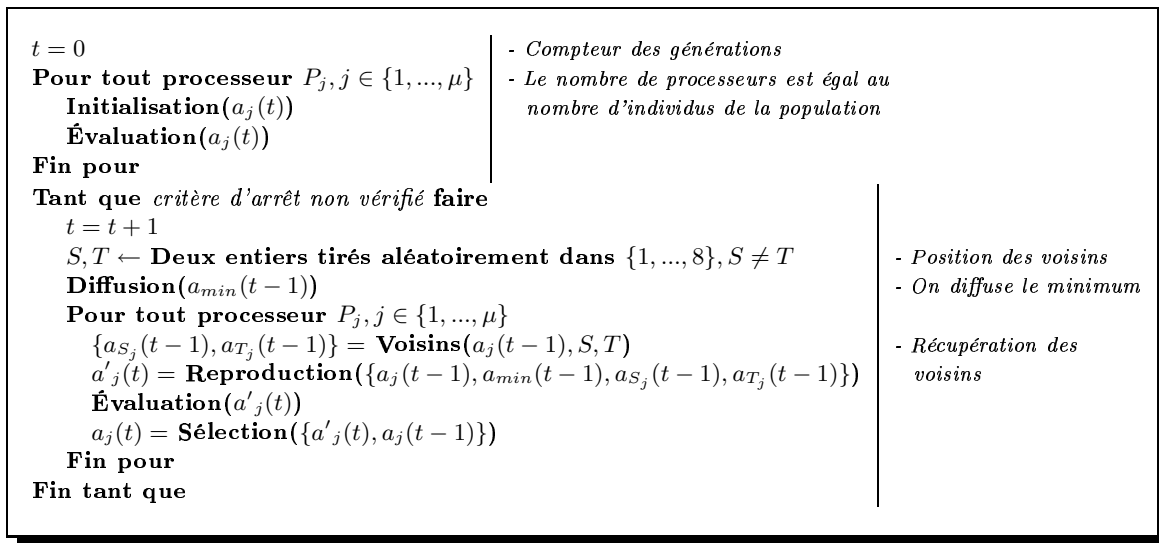 t = 0 - Compteur des générations
Pour tout processeur P_j, j ∈ {1, ..., μ} - Le nombre de processeurs est égal au
Initialisation(a_j(t)) nombre d'individus de la population
Évaluation(a_j(t))
Fin pour
Tant que critère d'arrêt non vérifié faire
t = t + 1
S, T ← Deux entiers tirés aléatoirement dans {1, ..., 8}, S ≠ T - Position des voisins
Diffusion(a_min(t − 1)) - On diffuse le minimum
Pour tout processeur P_j, j ∈ {1, ..., μ}
{a_{S_j}(t − 1), a_{T_j}(t − 1)} = Voisins(a_j(t − 1), S, T) - Récupération des
a'_j(t) = Reproduction({a_j(t − 1), a_min(t − 1), a_{S_j}(t − 1), a_{T_j}(t − 1)}) voisins
Évaluation(a'_j(t))
a_j(t) = Sélection({a'_j(t), a_j(t − 1)})
Fin pour
Fin tant que